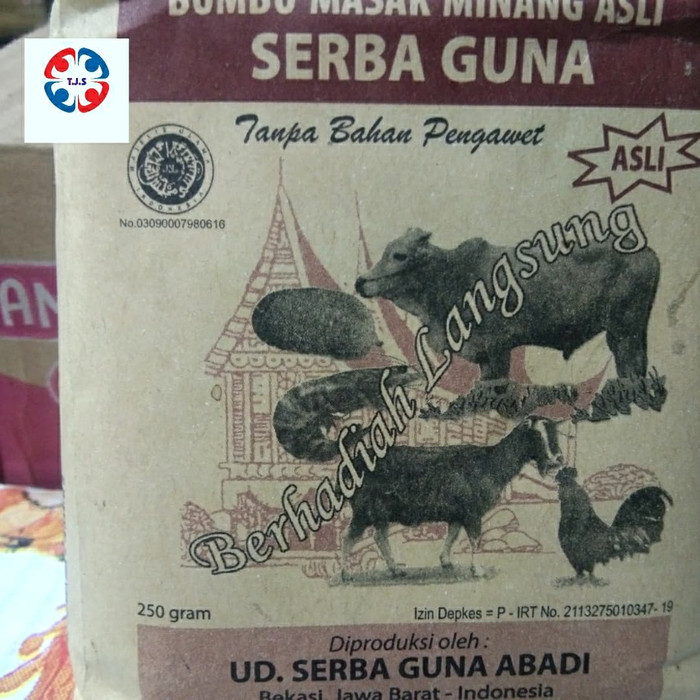 T.J.S
BUMBU MASAK MINANG ASLI
SERBA GUNA
Tanpa Bahan Pengawet
ASLI
No.03090007980616
Berhadiah Langsung
250 gram
Izin Depkes = P - IRT No. 2113275010347- 19
Diproduksi oleh :
UD. SERBA GUNA ABADI
Bekasi, Jawa Barat - Indonesia
AN